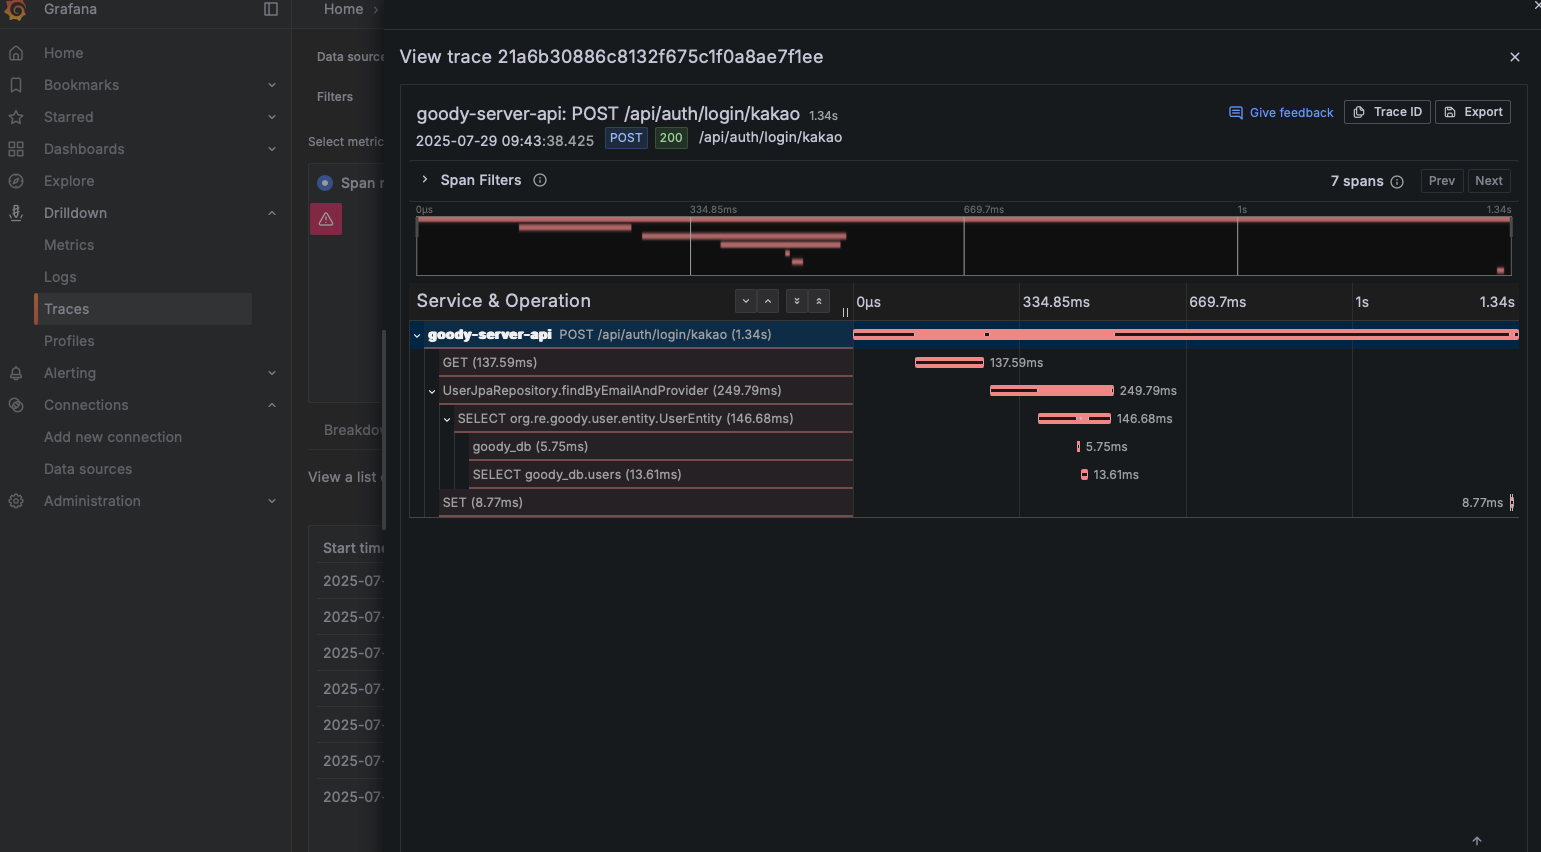 Grafana
Home
Bookmarks
Starred
Dashboards
Explore
Drilldown
Metrics
Logs
Traces
Profiles
Alerting
Connections
Add new connection
Data sources
Administration
Home
Data source
Filters
Select metric
Span
Breakdow
View a list
Start time
2025-07-
2025-07-
2025-07-
2025-07-
2025-07-
2025-07-
2025-07-
View trace 21a6b30886c8132f675c1f0a8ae7f1ee
goody-server-api: POST /api/auth/login/kakao 1.34s
Give feedback Trace ID Export
2025-07-29 09:43:38.425 POST 200 /api/auth/login/kakao
Span Filters
7 spans Prev Next
0μs 334.85ms 669.7ms 1s 1.34s
Service & Operation 0μs 334.85ms 669.7ms 1s 1.34s
goody-server-api POST /api/auth/login/kakao (1.34s)
GET (137.59ms) 137.59ms
UserJpaRepository.findByEmailAndProvider (249.79ms) 249.79ms
SELECT org.re.goody.user.entity.UserEntity (146.68ms) 146.68ms
goody_db (5.75ms) 5.75ms
SELECT goody_db.users (13.61ms) 13.61ms
SET (8.77ms) 8.77ms